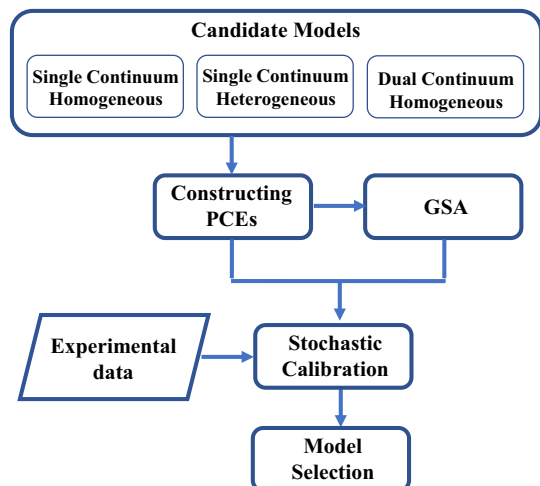 Candidate Models
Single Continuum
Homogeneous
Single Continuum
Heterogeneous
Dual Continuum
Homogeneous
Constructing
PCEs
GSA
Experimental
data
Stochastic
Calibration
Model
Selection